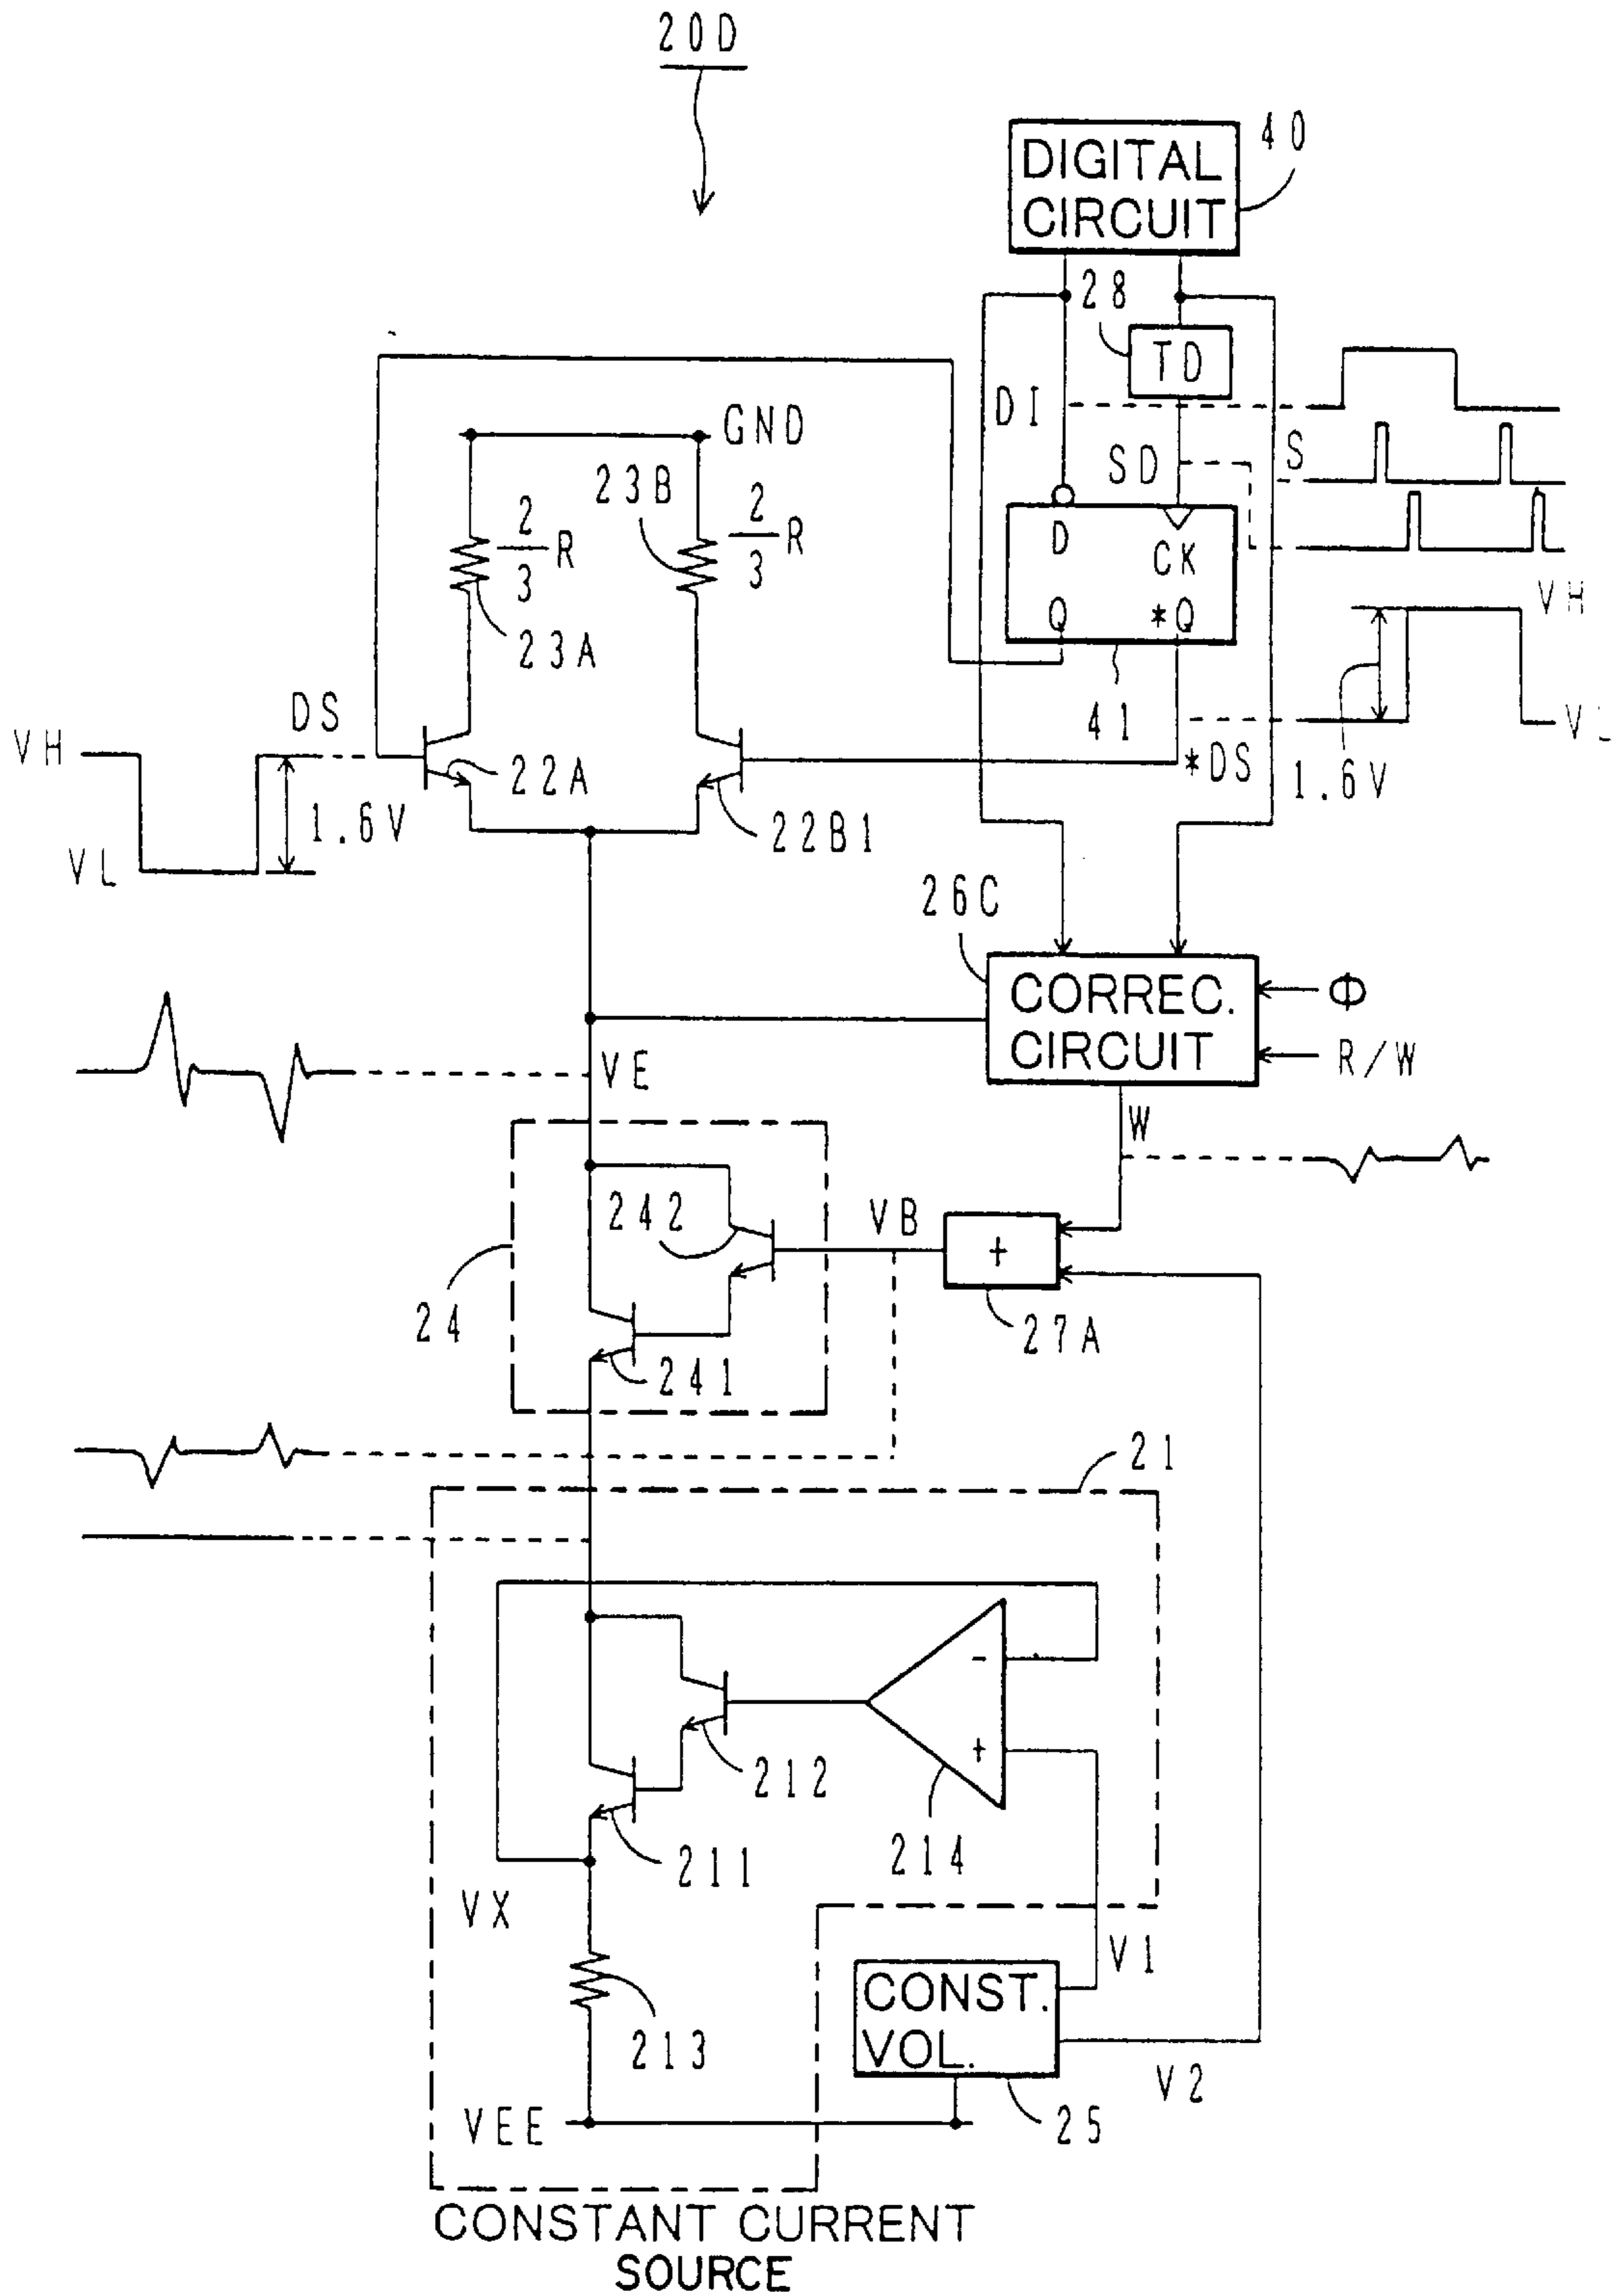 20D
DIGITAL
CIRCUIT
40
28
TD
DI
GND
S
SD
23B
2
3
R
2
3
R
D
CK
Q
*Q
VH
23A
41
DS
VH
22A
*DS
1.6V
1.6V
22B1
VL
26C
CORREC.
CIRCUIT
Φ
R/W
VE
W
242
VB
+
24
27A
241
21
-
+
212
214
211
VX
V1
CONST.
VOL.
213
V2
VEE
25
CONSTANT CURRENT
SOURCE